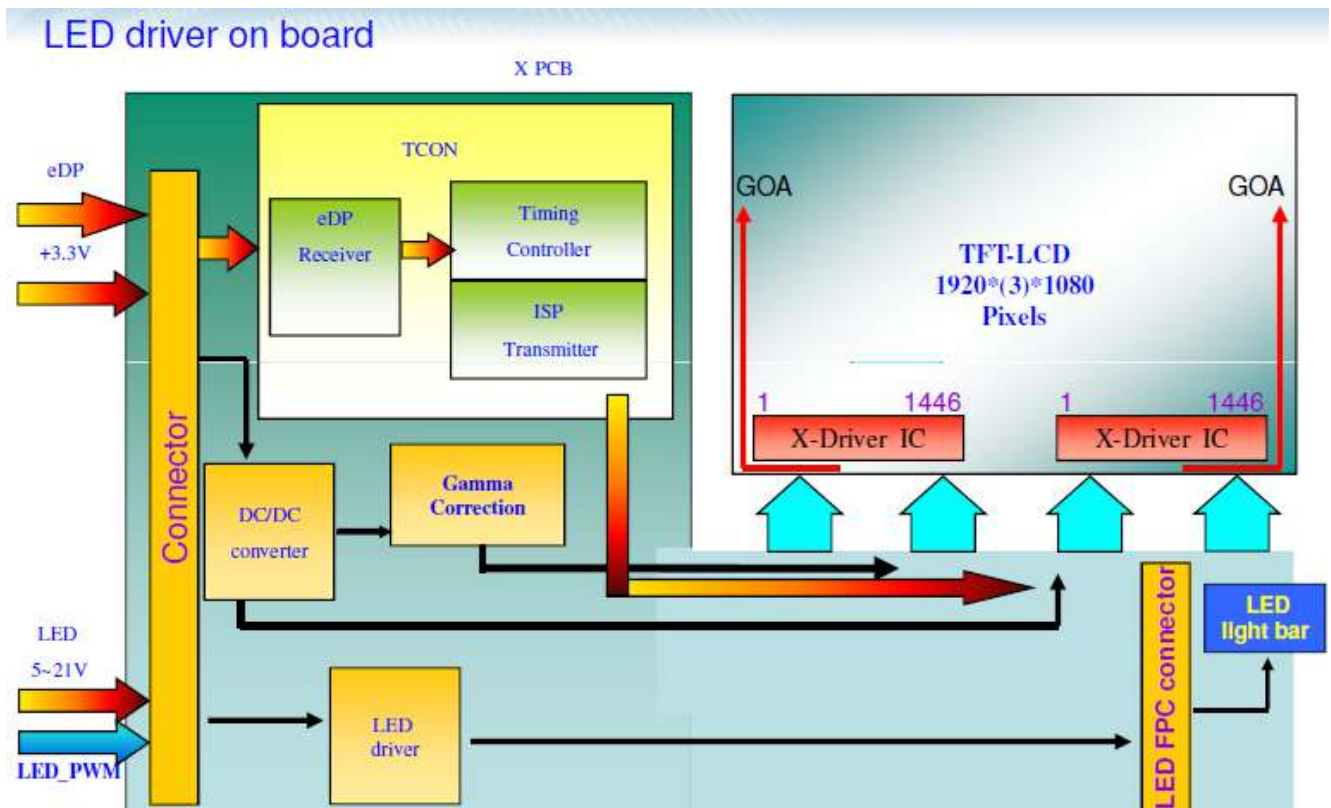 LED driver on board
X PCB
TCON
eDP
+3.3V
eDP
Receiver
Timing
Controller
ISP
Transmitter
Connector
DC/DC
converter
Gamma
Correction
LED
5~21V
LED_PWM
LED
driver
GOA
GOA
TFT-LCD
1920*(3)*1080
Pixels
1
1446
1
1446
X-Driver IC
X-Driver IC
LED FPC connector
LED
light bar